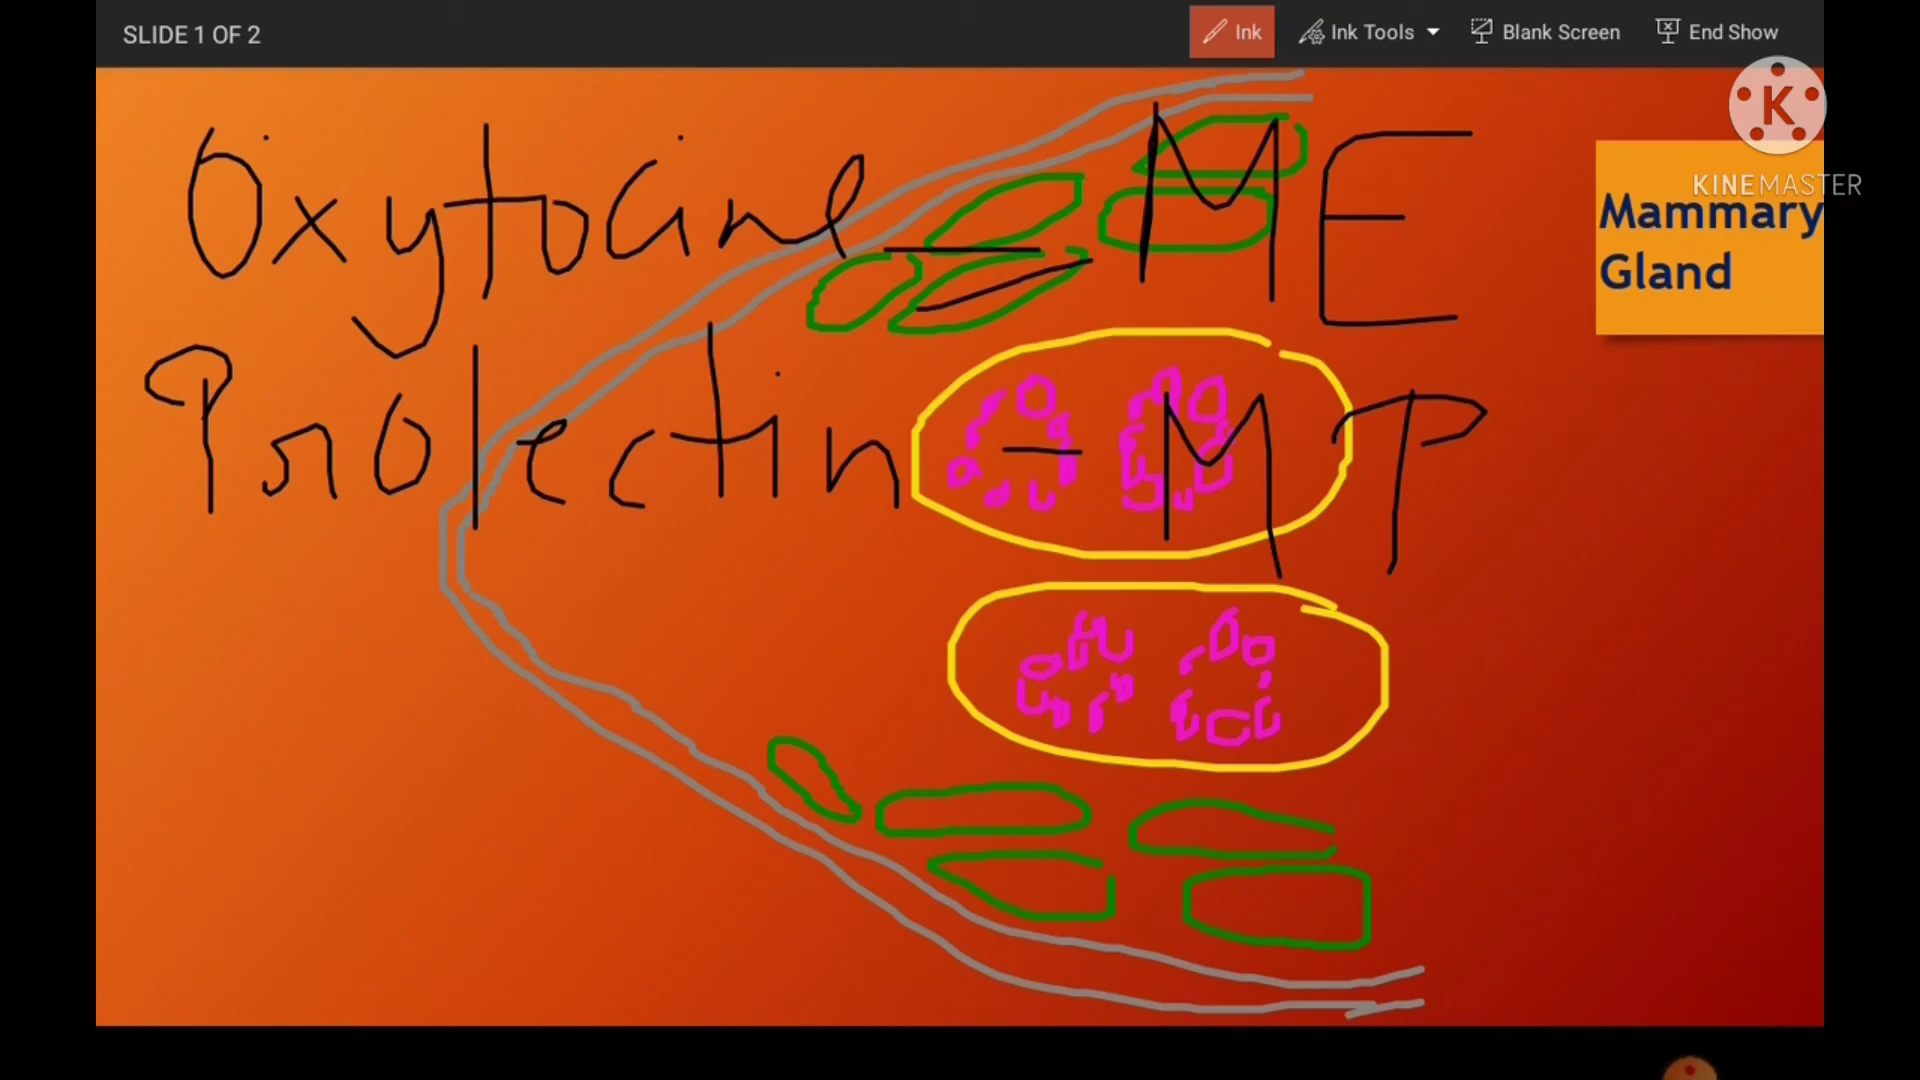 SLIDE 1 OF 2
Ink
Ink Tools
Blank Screen
End Show
KINEMASTER
Mammary
Gland
Oxytocine — ME
Prolectin - MP